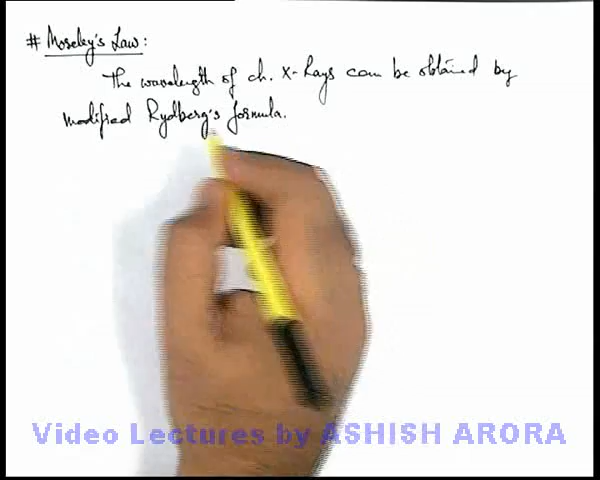 # Moseley's Law:
The wavelength of ch. X-Rays can be obtained by
modified Rydberg's formula.
Video Lectures by ASHISH ARORA